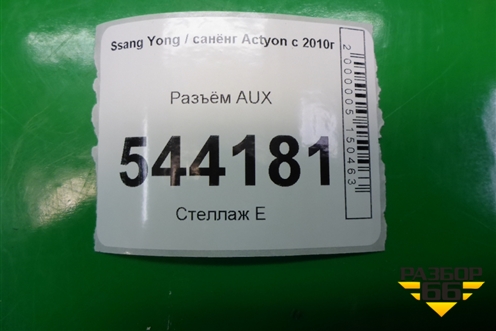 Ssang Yong / санёнг Actyon с 2010г
Разъём AUX
544181
Стеллаж Е
2000005150463
РАЗБОР
66